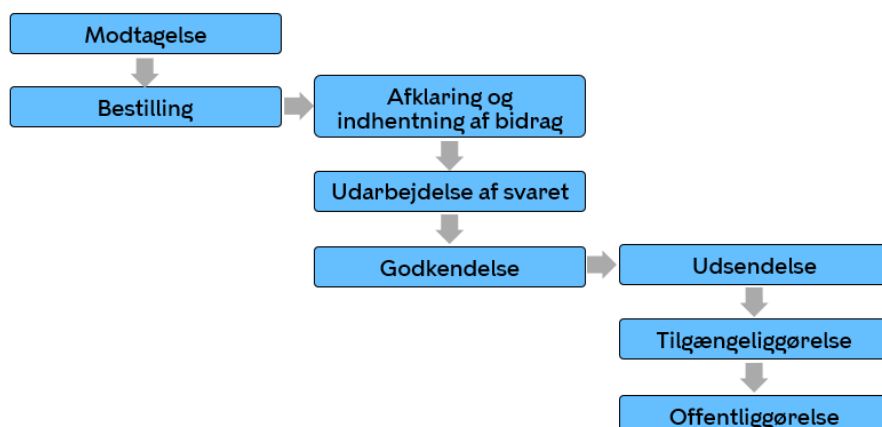 Modtagelse
Bestilling
Afklaring og
indhentning af bidrag
Udarbejdelse af svaret
Godkendelse
Udsendelse
Tilgængeliggørelse
Offentliggørelse